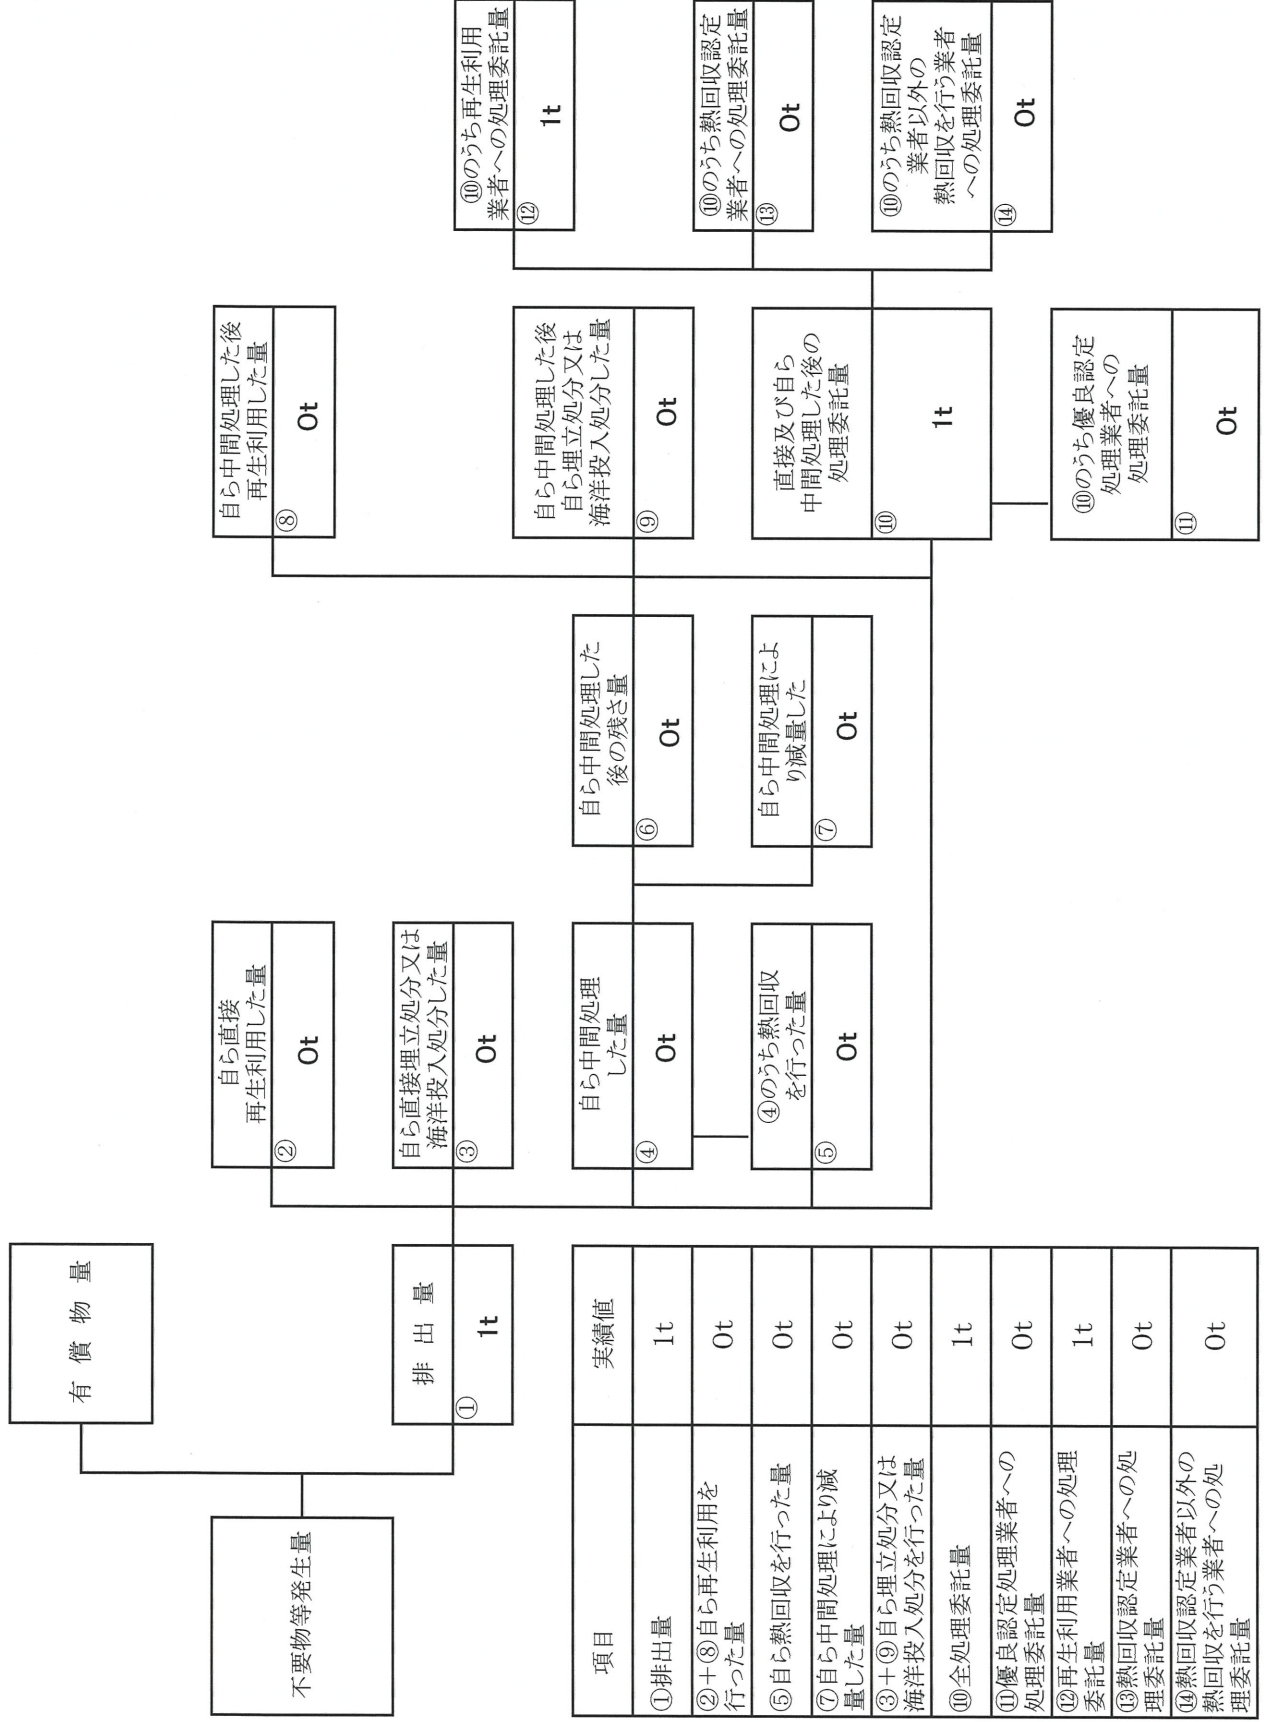 不要物等発生量
有償物量
排出量
①
1t
自ら直接
再生利用した量
②
0t
自ら直接埋立処分又は
海洋投入処分した量
③
0t
自ら中間処理
した量
④
0t
④のうち熱回収
を行った量
⑤
0t
自ら中間処理した
後の残さ量
⑥
0t
自ら中間処理によ
り減量した
⑦
0t
自ら中間処理した後
再生利用した量
⑧
0t
自ら中間処理した後
自ら埋立処分又は
海洋投入処分した量
⑨
0t
直接及び自ら
中間処理した後の
処理委託量
⑩
1t
⑩のうち優良認定
処理業者への
処理委託量
⑪
0t
⑩のうち再生利用
業者への処理委託量
⑫
1t
⑩のうち熱回収認定
業者への処理委託量
⑬
0t
⑩のうち熱回収認定
業者以外の
熱回収を行う業者
への処理委託量
⑭
0t
項目 実績値
①排出量 1t
②+⑧自ら再生利用を
行った量 0t
⑤自ら熱回収を行った量 0t
⑦自ら中間処理により減
量した量 0t
③+⑨自ら埋立処分又は
海洋投入処分を行った量 0t
⑩全処理委託量 1t
⑪優良認定処理業者への
処理委託量 0t
⑫再生利用業者への処理
委託量 1t
⑬熱回収認定業者への処
理委託量 0t
⑭熱回収認定業者以外の
熱回収を行う業者への処
理委託量 0t